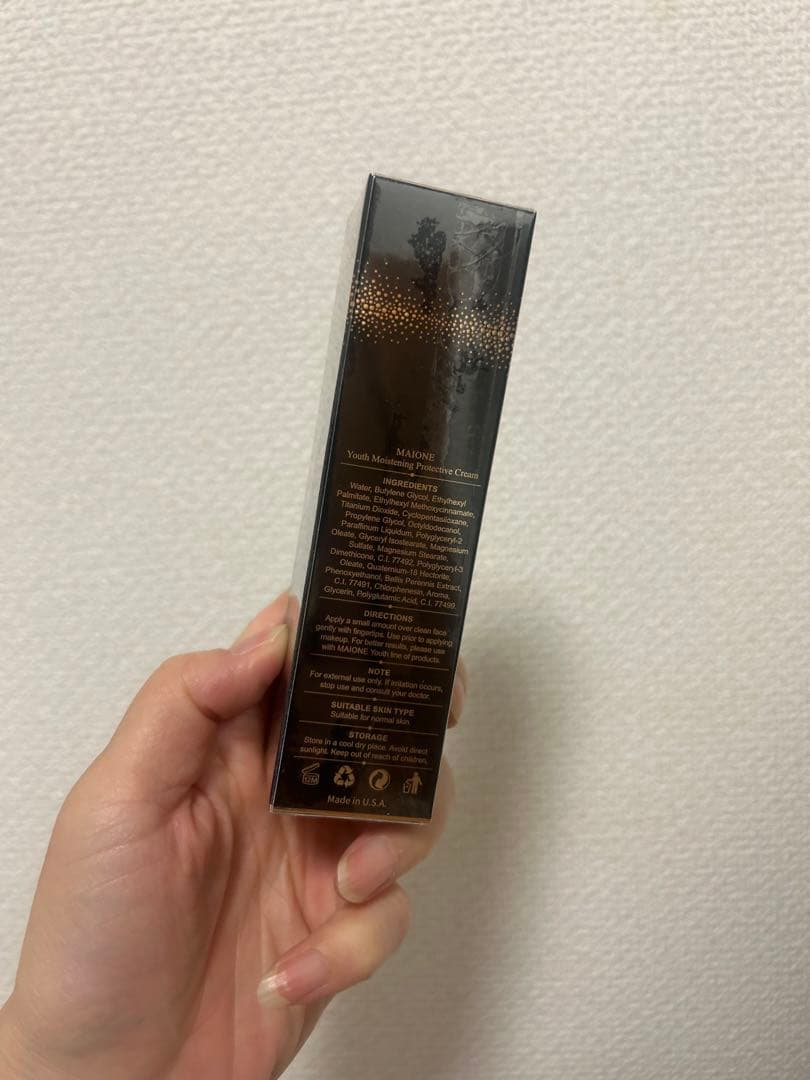 MAIONE
Youth Moistening Protective Cream
INGREDIENTS
Water, Butylene Glycol, Ethylhexyl
Palmitate, Ethylhexyl Methoxycinnamate,
Titanium Dioxide, Cyclopentasiloxane,
Propylene Glycol, Octyldodecanol,
Paraffinum Liquidum, Polyglyceryl-2
Oleate, Glyceryl Isostearate, Magnesium
Sulfate, Magnesium Stearate,
Dimethicone, C.I. 77492, Polyglyceryl-3
Oleate, Quaternium-18 Hectorite,
Phenoxyethanol, Bellis Perennis Extract,
C.I. 77491, Chlorphenesin, Aroma,
Glycerin, Polyglutamic Acid, C.I. 77499
DIRECTIONS
Apply a small amount over clean face
gently with fingertips. Use prior to applying
makeup. For better results, please use
with MAIONE Youth line of products.
NOTE
For external use only. If irritation occurs,
stop use and consult your doctor.
SUITABLE SKIN TYPE
Suitable for normal skin.
STORAGE
Store in a cool dry place. Avoid direct
sunlight. Keep out of reach of children.
12M
Made in U.S.A.